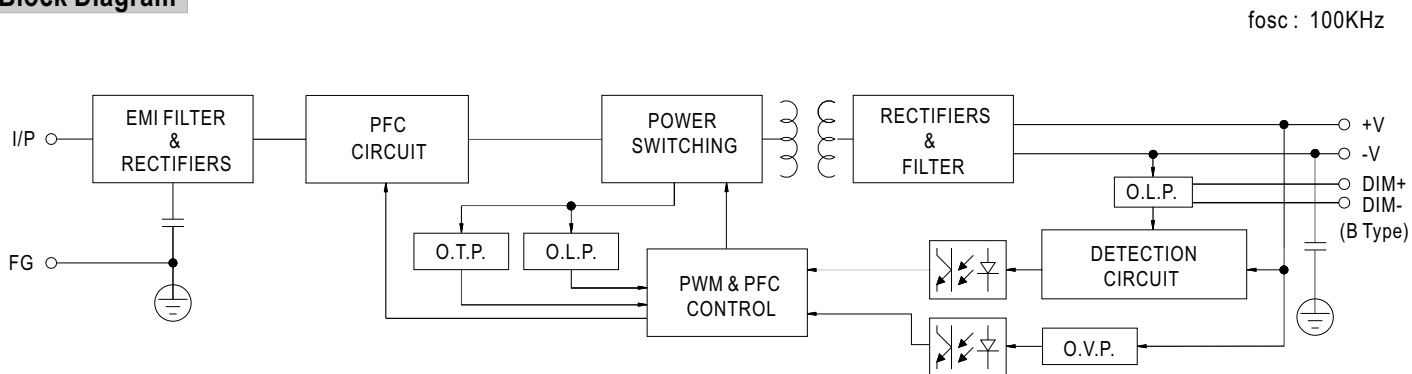 Block Diagram
fosc : 100KHz
I/P
EMI FILTER
&
RECTIFIERS
PFC
CIRCUIT
POWER
SWITCHING
RECTIFIERS
&
FILTER
+V
-V
O.L.P.
DIM+
DIM-
(B Type)
FG
O.T.P.
O.L.P.
PWM & PFC
CONTROL
DETECTION
CIRCUIT
O.V.P.